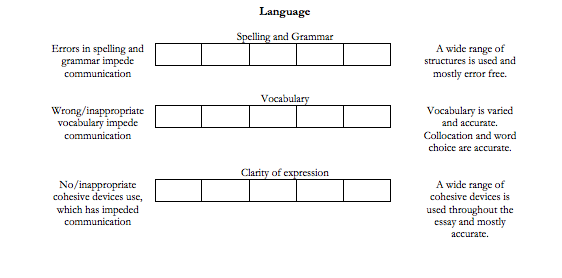 Language
Spelling and Grammar
Errors in spelling and
grammar impede
communication
A wide range of
structures is used and
mostly error free.
Vocabulary
Wrong/inappropriate
vocabulary impede
communication
Vocabulary is varied
and accurate.
Collocation and word
choice are accurate.
Clarity of expression
No/inappropriate
cohesive devices use,
which has impeded
communication
A wide range of
cohesive devices is
used throughout the
essay and mostly
accurate.